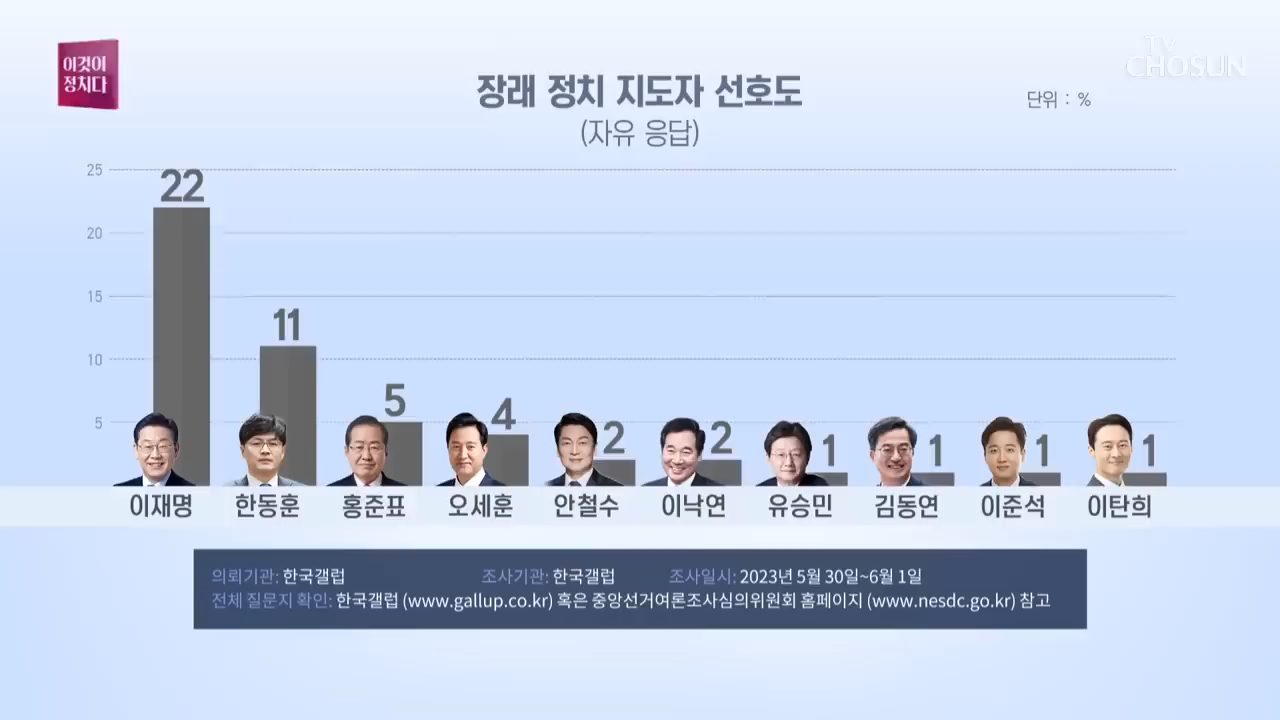 이것이
정치다
TV
CHOSUN
장래 정치 지도자 선호도
(자유 응답)
단위 : %
25
20
15
10
5
22
11
5
4
2
2
1
1
1
1
이재명 한동훈 홍준표 오세훈 안철수 이낙연 유승민 김동연 이준석 이탄희
의뢰기관: 한국갤럽 조사기관: 한국갤럽 조사일시: 2023년 5월 30일~6월 1일
전체 질문지 확인: 한국갤럽 (www.gallup.co.kr) 혹은 중앙선거여론조사심의위원회 홈페이지 (www.nesdc.go.kr) 참고